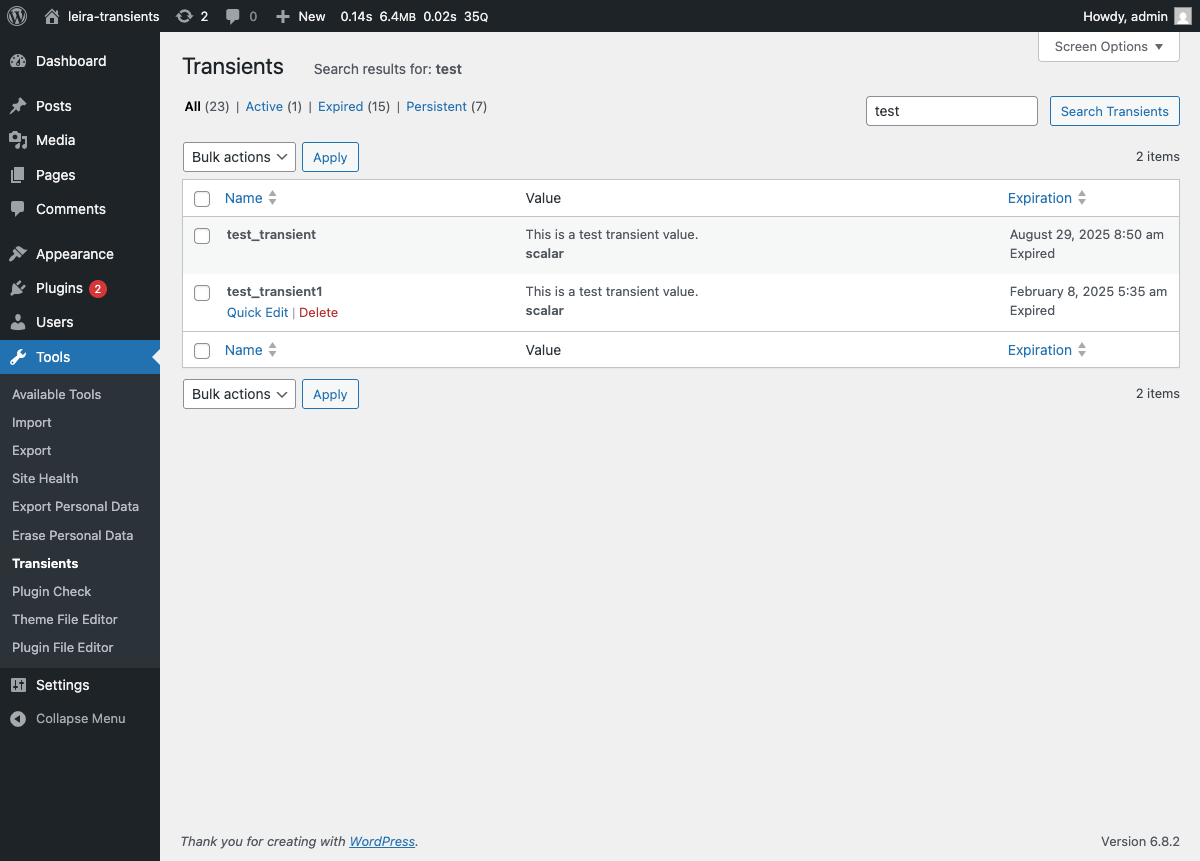 leira-transients 2 0 New 0.14s 6.4MB 0.02s 35Q Howdy, admin
Screen Options
Dashboard
Posts
Media
Pages
Comments
Appearance
Plugins 2
Users
Tools
Available Tools
Import
Export
Site Health
Export Personal Data
Erase Personal Data
Transients
Plugin Check
Theme File Editor
Plugin File Editor
Settings
Collapse Menu
Transients Search results for: test
All (23) | Active (1) | Expired (15) | Persistent (7)
test Search Transients
Bulk actions Apply 2 items
Name Value Expiration
test_transient This is a test transient value. August 29, 2025 8:50 am
scalar Expired
test_transient1 This is a test transient value. February 8, 2025 5:35 am
Quick Edit | Delete scalar Expired
Name Value Expiration
Bulk actions Apply 2 items
Thank you for creating with WordPress. Version 6.8.2